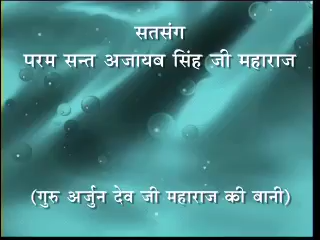 सतसंग
परम सन्त अजायब सिंह जी महाराज
(गुरु अर्जुन देव जी महाराज की बानी)